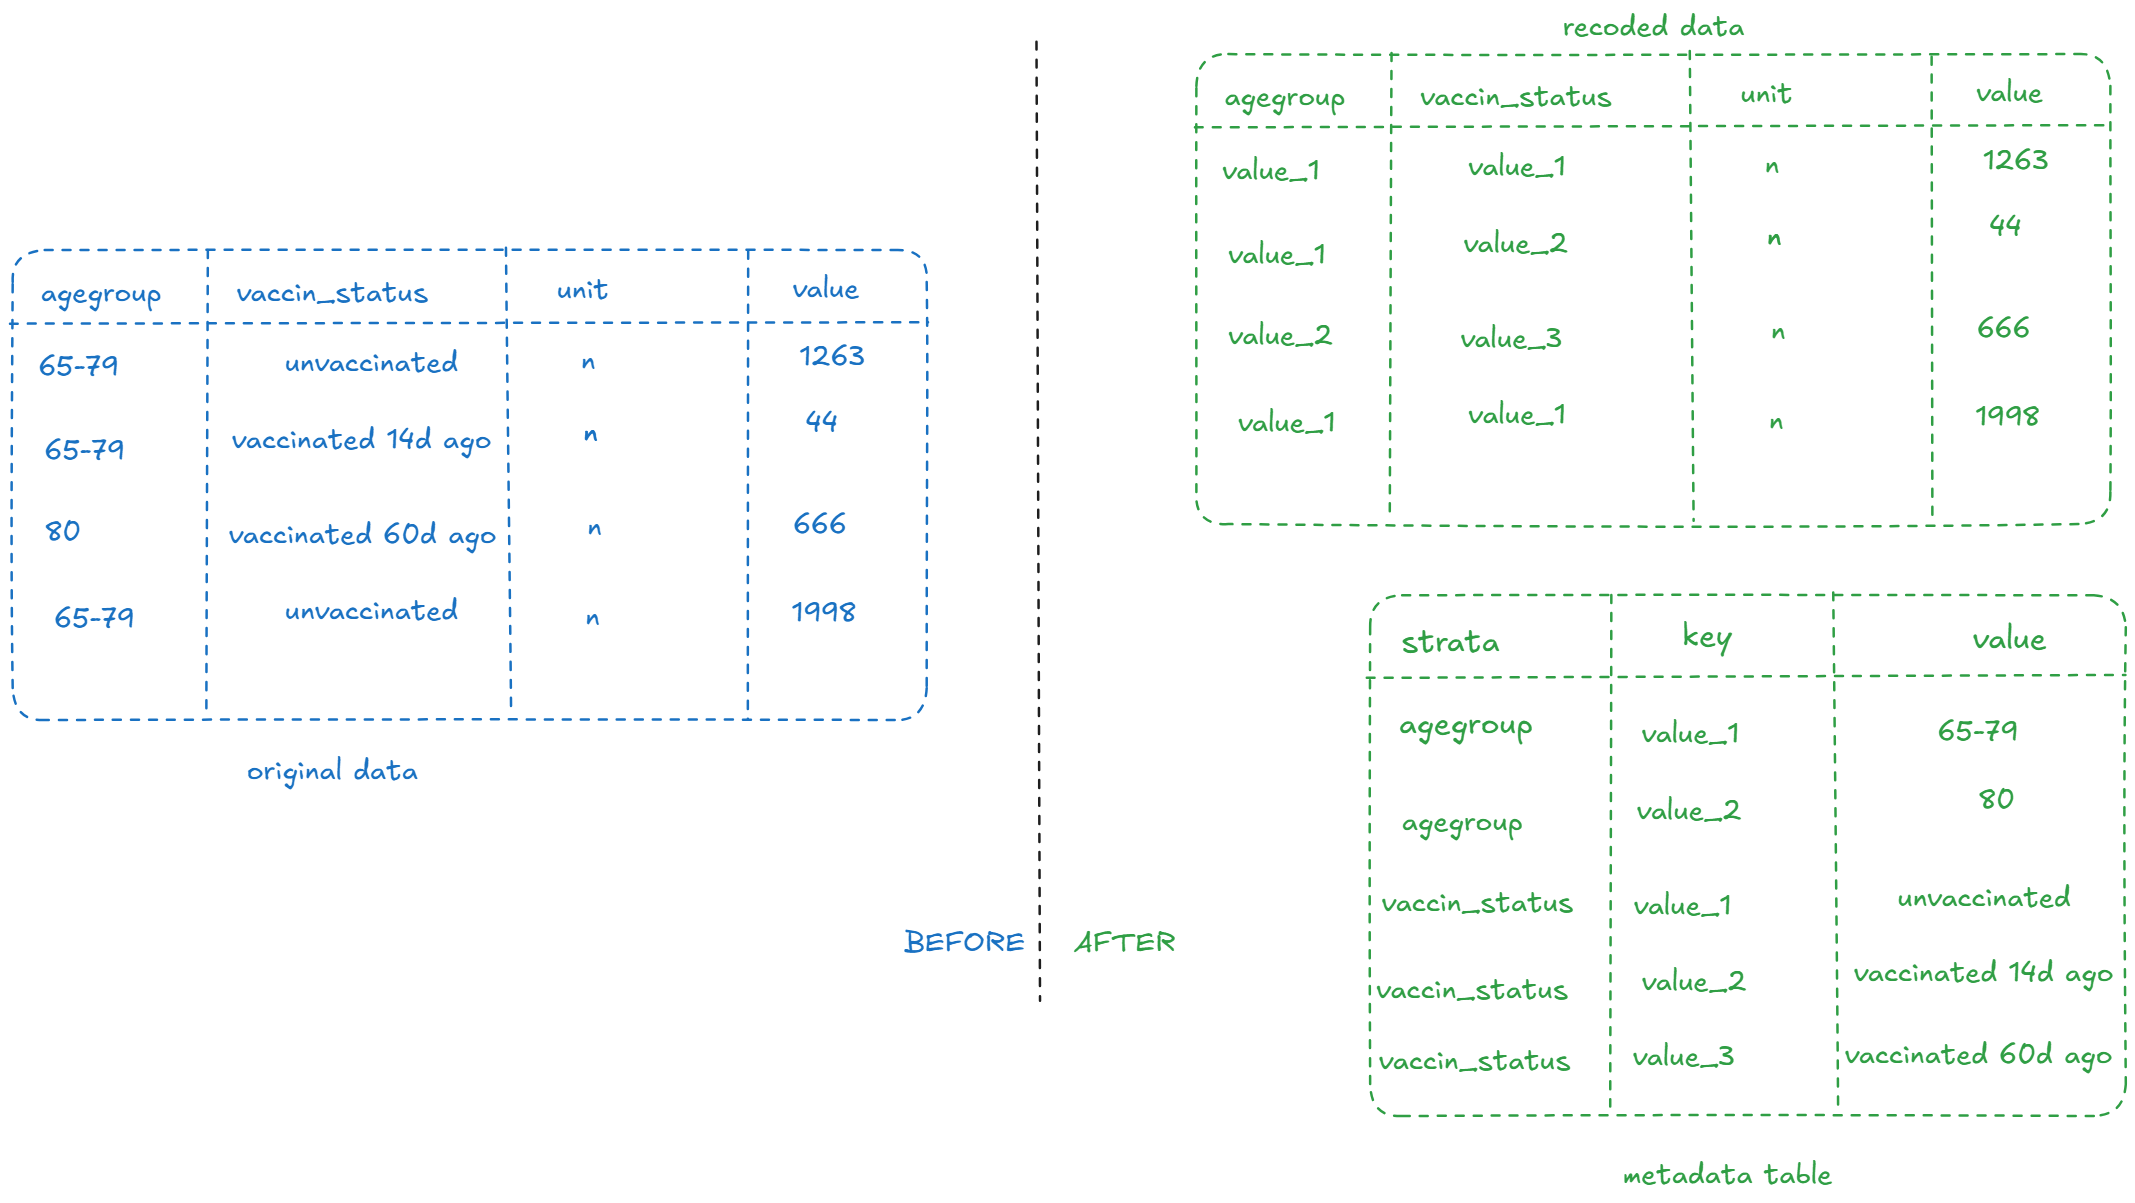 agegroup vaccin_status unit value
65-79 unvaccinated n 1263
65-79 vaccinated 14d ago n 44
80 vaccinated 60d ago n 666
65-79 unvaccinated n 1998
original data
BEFORE AFTER
recoded data
agegroup vaccin_status unit value
value_1 value_1 n 1263
value_1 value_2 n 44
value_2 value_3 n 666
value_1 value_1 n 1998
strata key value
agegroup value_1 65-79
agegroup value_2 80
vaccin_status value_1 unvaccinated
vaccin_status value_2 vaccinated 14d ago
vaccin_status value_3 vaccinated 60d ago
metadata table